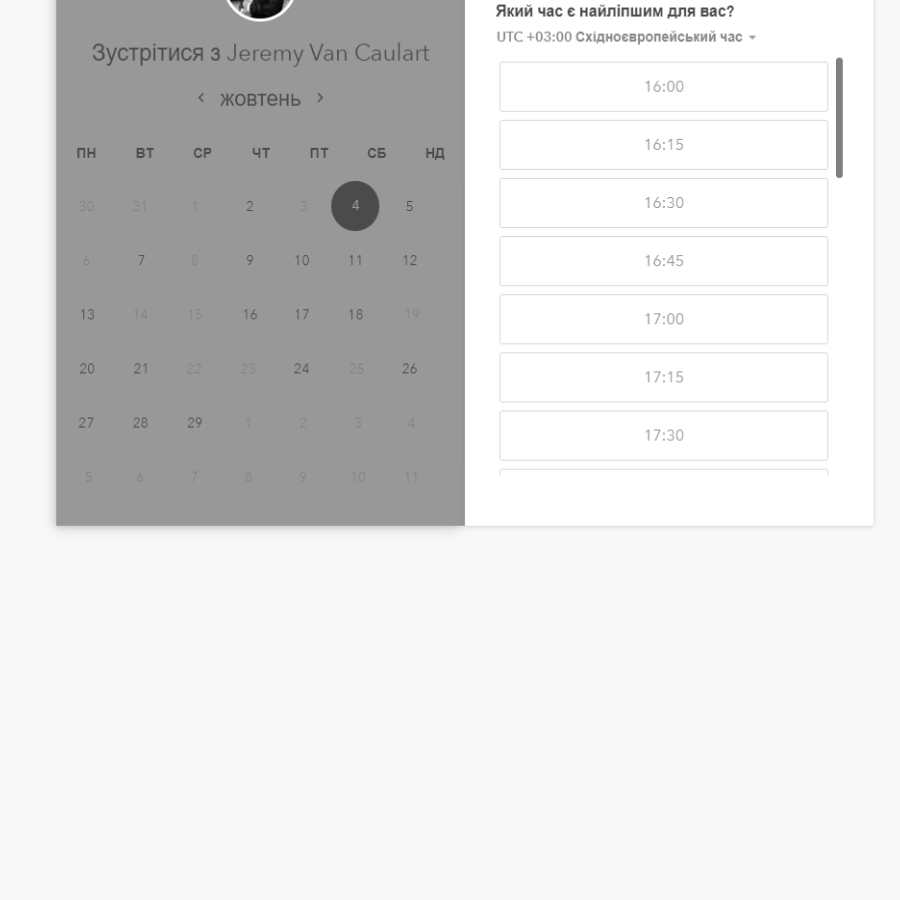 Зустрітися з Jeremy Van Caulart
жовтень
ПН ВТ СР ЧТ ПТ СБ НД
30 31 1 2 3 4 5
6 7 8 9 10 11 12
13 14 15 16 17 18 19
20 21 22 23 24 25 26
27 28 29 1 2 3 4
5 6 7 8 9 10 11
Який час є найліпшим для вас?
UTC +03:00 Східноєвропейський час
16:00
16:15
16:30
16:45
17:00
17:15
17:30